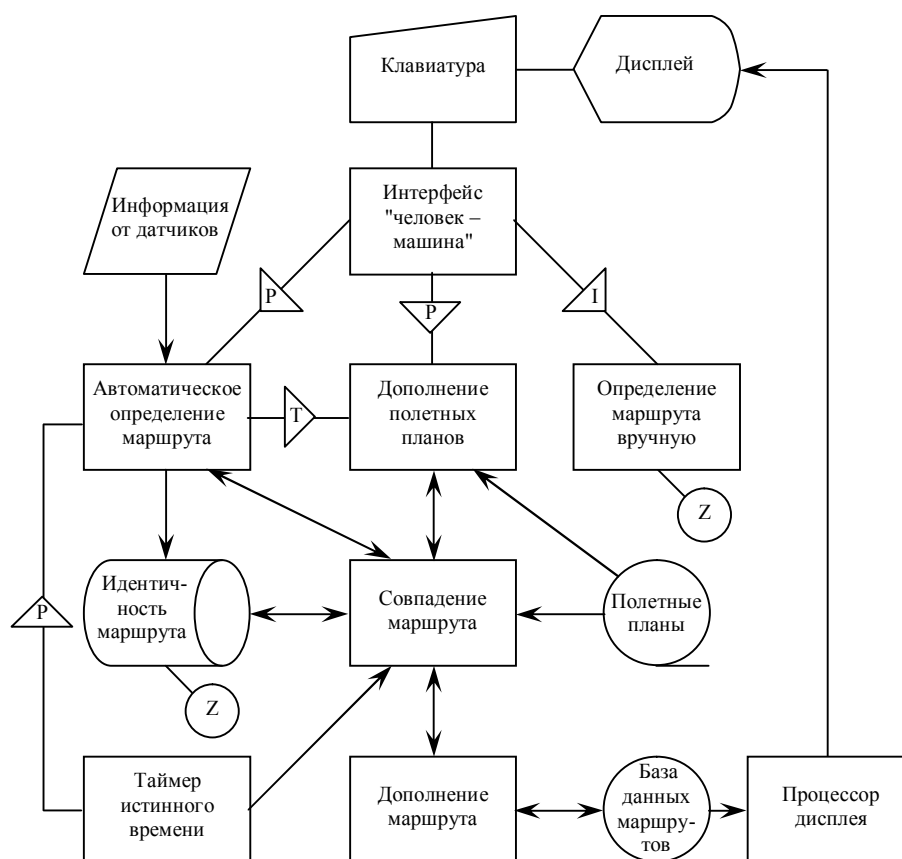 Клавиатура
Дисплей
Информация
от датчиков
Интерфейс
"человек –
машина"
P
P
I
Автоматическое
определение
маршрута
T
Дополнение
полетных
планов
Определение
маршрута
вручную
Z
P
Идентич-
ность
маршрута
Совпадение
маршрута
Полетные
планы
Z
Таймер
истинного
времени
Дополнение
маршрута
База
данных
маршру-
тов
Процессор
дисплея